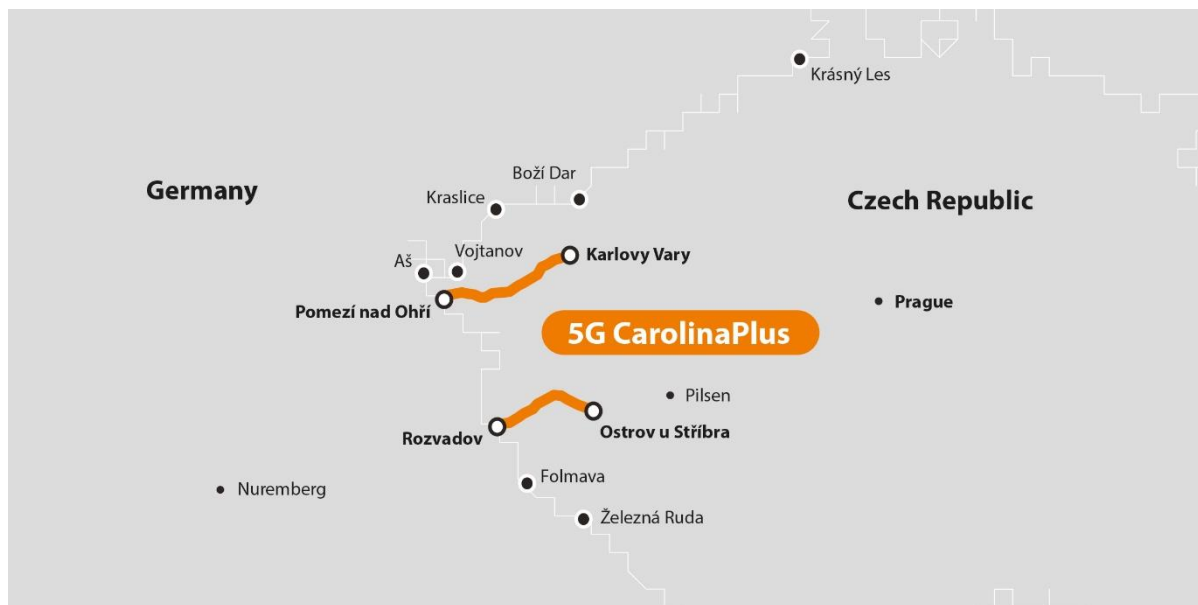 Krásný Les
Boží Dar
Germany
Kraslice
Czech Republic
Vojtanov
Aš
Karlovy Vary
Pomezí nad Ohří
Prague
5G CarolinaPlus
Pilsen
Rozvadov
Ostrov u Stříbra
Folmava
Nuremberg
Železná Ruda